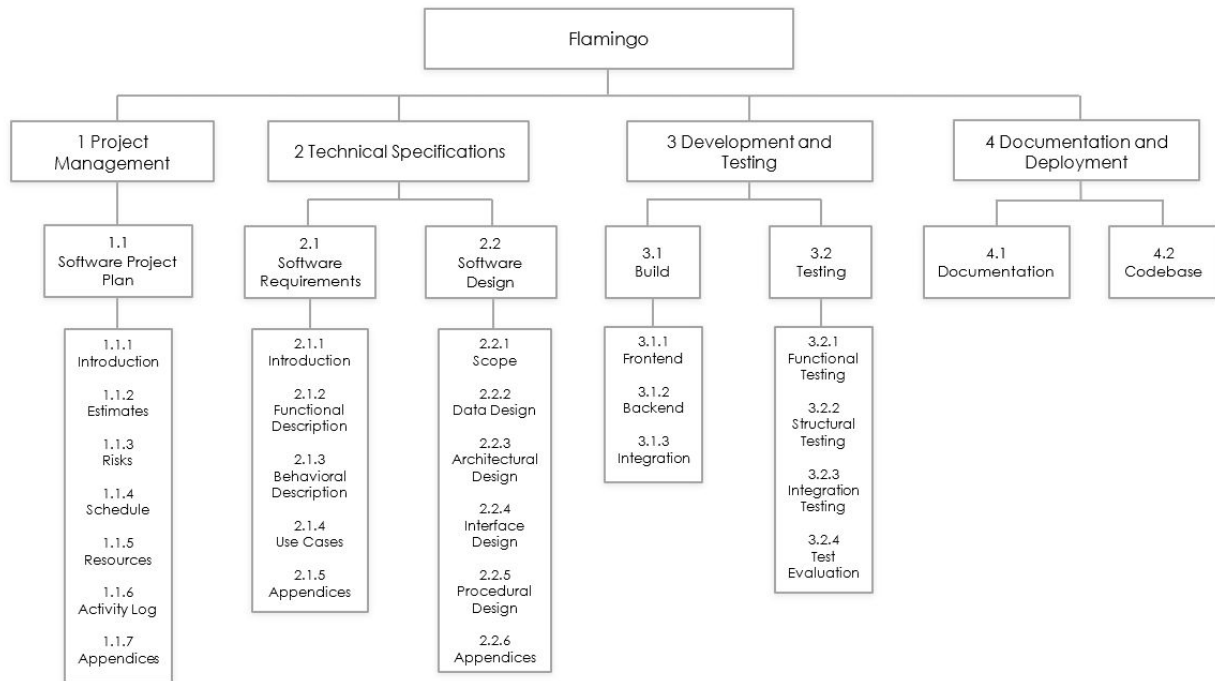 Flamingo
1 Project
Management
2 Technical Specifications
3 Development and
Testing
4 Documentation and
Deployment
1.1
Software Project
Plan
2.1
Software
Requirements
2.2
Software
Design
3.1
Build
3.2
Testing
4.1
Documentation
4.2
Codebase
1.1.1
Introduction
1.1.2
Estimates
1.1.3
Risks
1.1.4
Schedule
1.1.5
Resources
1.1.6
Activity Log
1.1.7
Appendices
2.1.1
Introduction
2.1.2
Functional
Description
2.1.3
Behavioral
Description
2.1.4
Use Cases
2.1.5
Appendices
2.2.1
Scope
2.2.2
Data Design
2.2.3
Architectural
Design
2.2.4
Interface
Design
2.2.5
Procedural
Design
2.2.6
Appendices
3.1.1
Frontend
3.1.2
Backend
3.1.3
Integration
3.2.1
Functional
Testing
3.2.2
Structural
Testing
3.2.3
Integration
Testing
3.2.4
Test
Evaluation